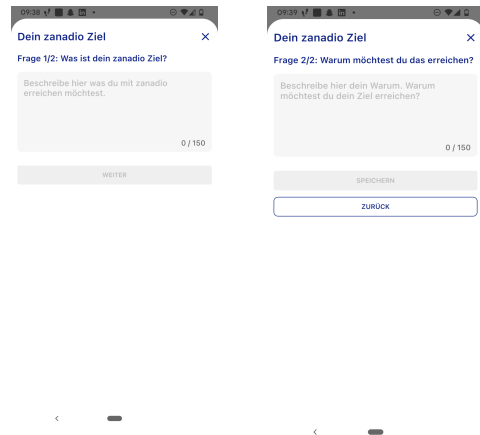 09:38
Dein zanadio Ziel
Frage 1/2: Was ist dein zanadio Ziel?
Beschreibe hier was du mit zanadio
erreichen möchtest.
0 / 150
WEITER
09:39
Dein zanadio Ziel
Frage 2/2: Warum möchtest du das erreichen?
Beschreibe hier dein Warum. Warum
möchtest du dein Ziel erreichen?
0 / 150
SPEICHERN
ZURÜCK